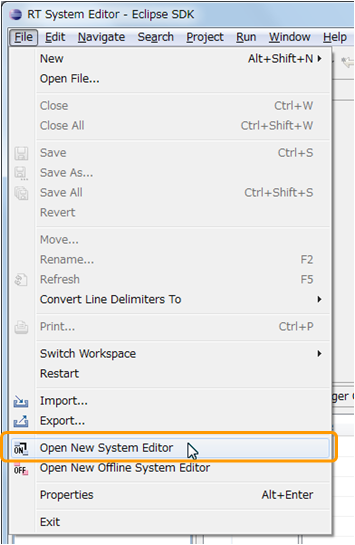 RT System Editor - Eclipse SDK
File Edit Navigate Search Project Run Window Help
New Alt+Shift+N
Open File...
Close Ctrl+W
Close All Ctrl+Shift+W
Save Ctrl+S
Save As...
Save All Ctrl+Shift+S
Revert
Move...
Rename... F2
Refresh F5
Convert Line Delimiters To
Print... Ctrl+P
Switch Workspace
Restart
Import...
Export...
ON Open New System Editor
OFF Open New Offline System Editor
Properties Alt+Enter
Exit